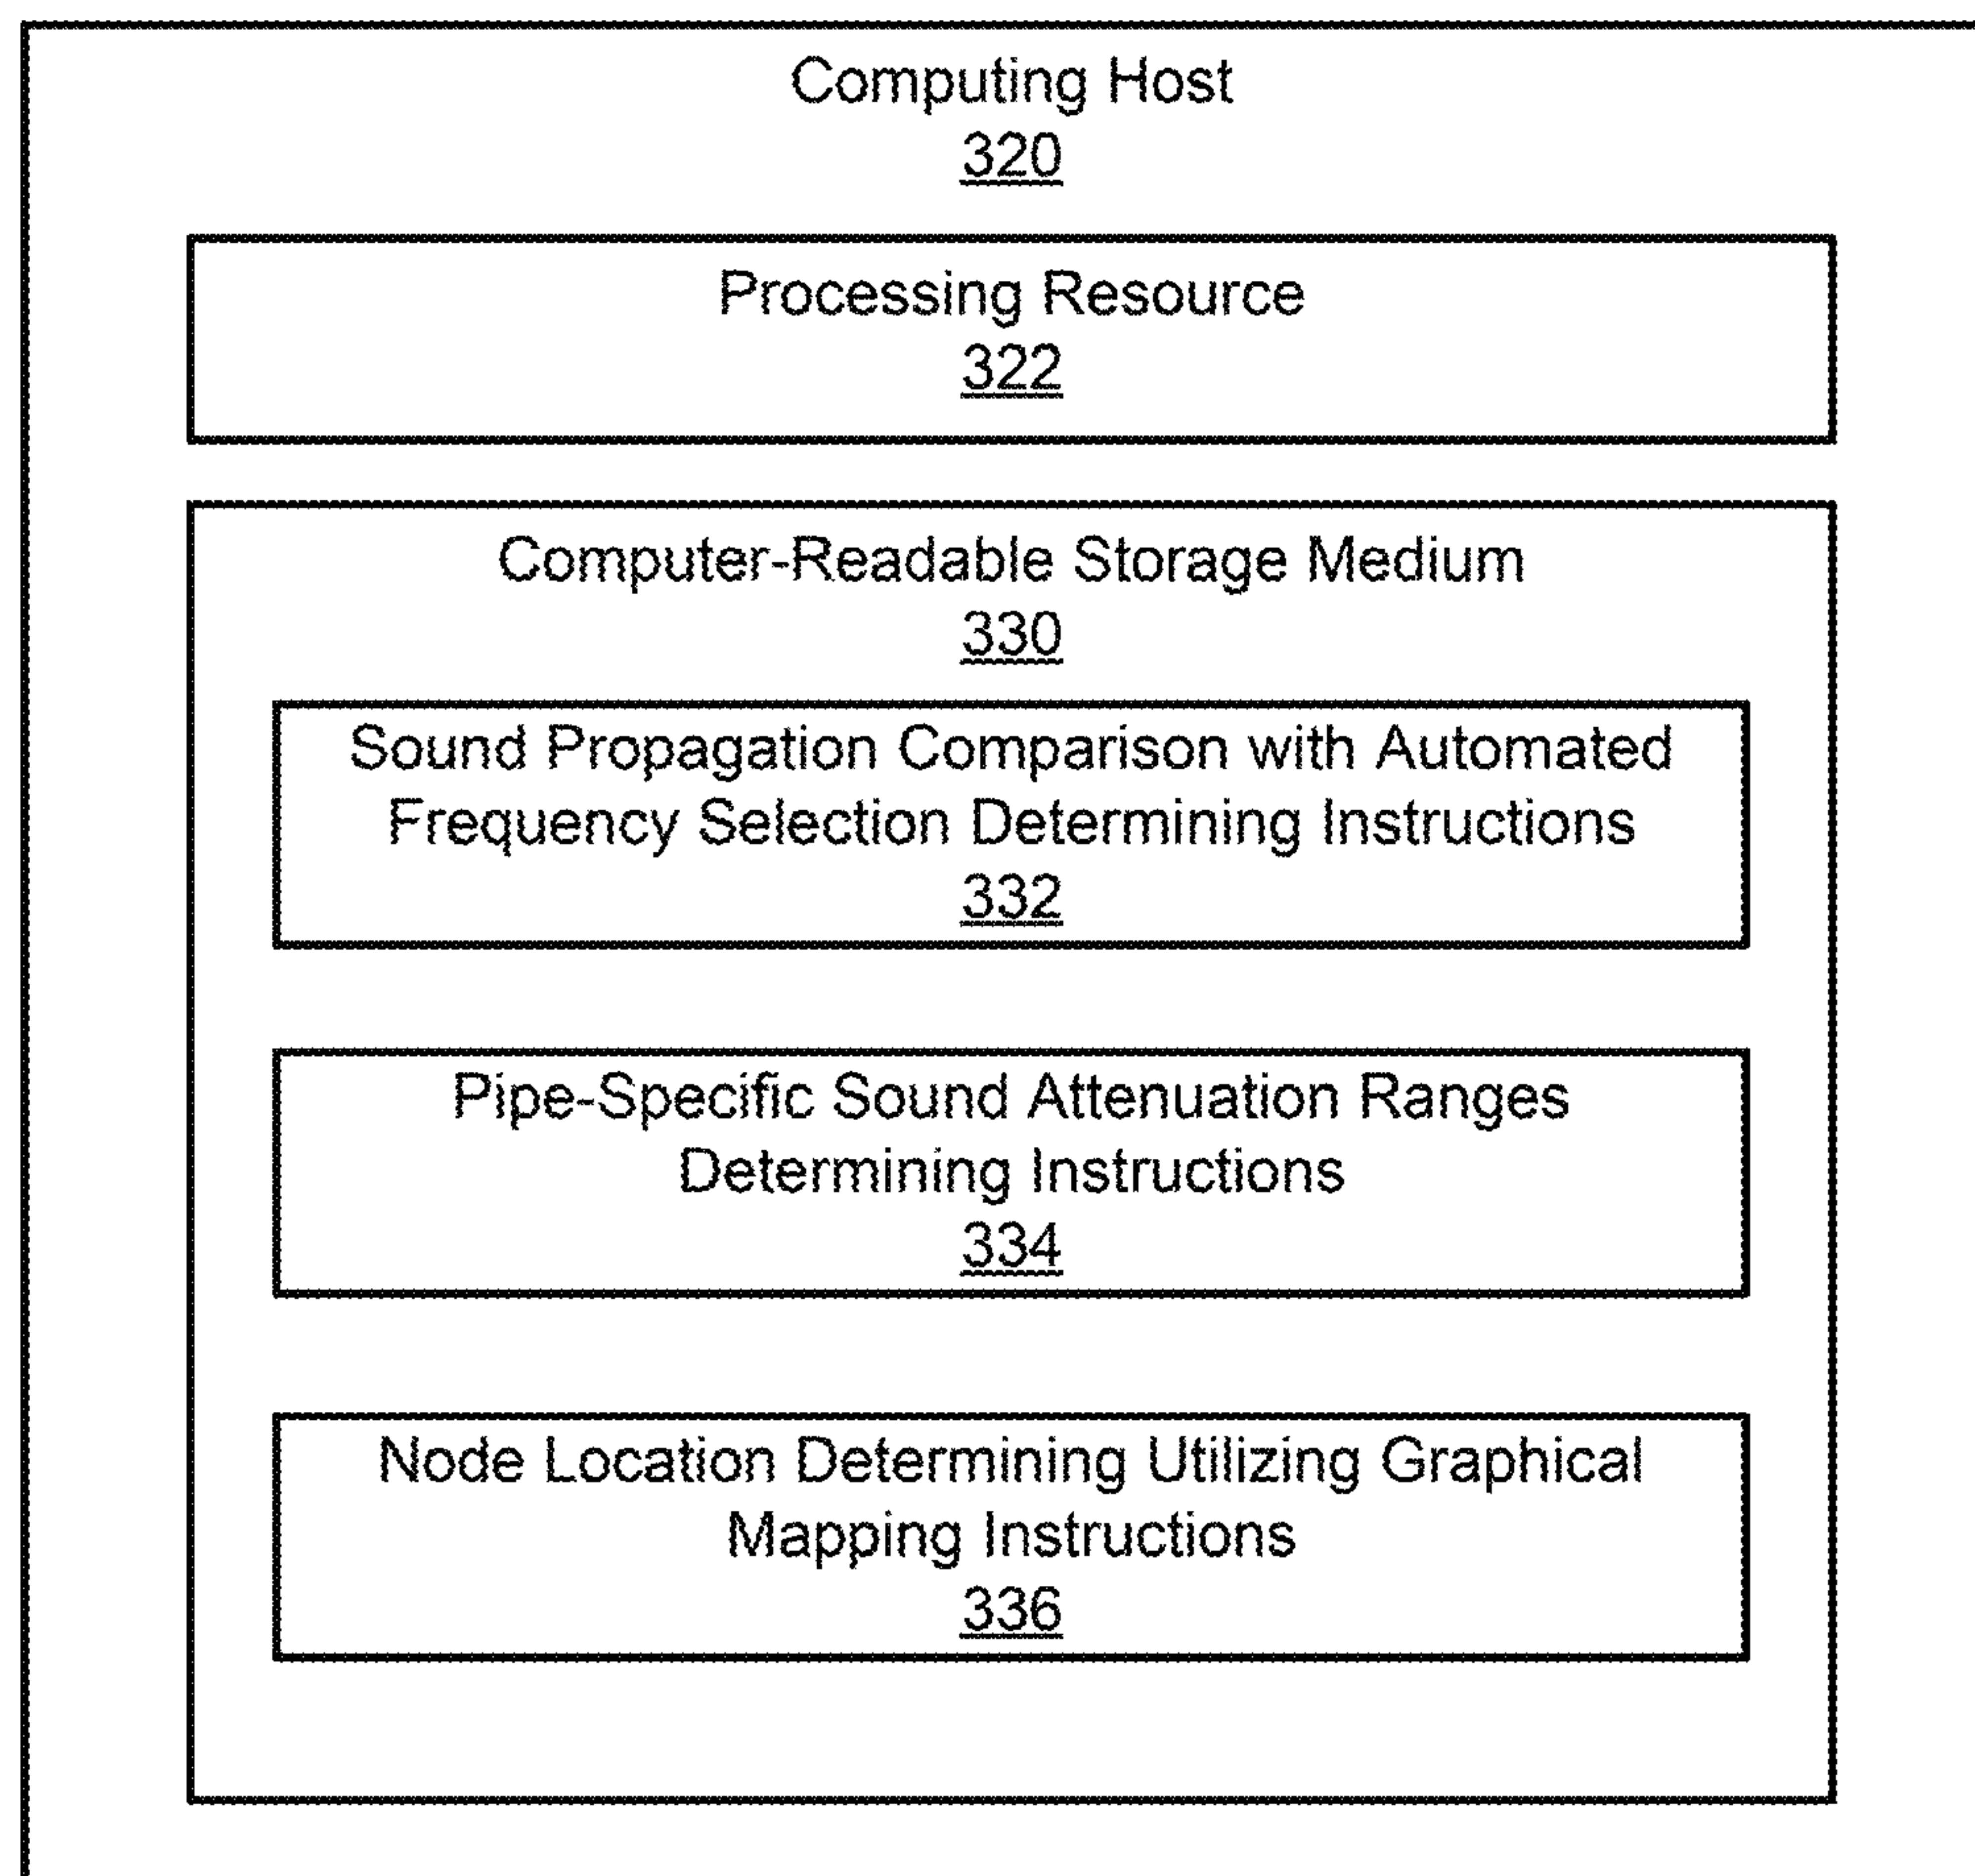 Computing Host
320
Processing Resource
322
Computer-Readable Storage Medium
330
Sound Propagation Comparison with Automated
Frequency Selection Determining Instructions
332
Pipe-Specific Sound Attenuation Ranges
Determining Instructions
334
Node Location Determining Utilizing Graphical
Mapping Instructions
336